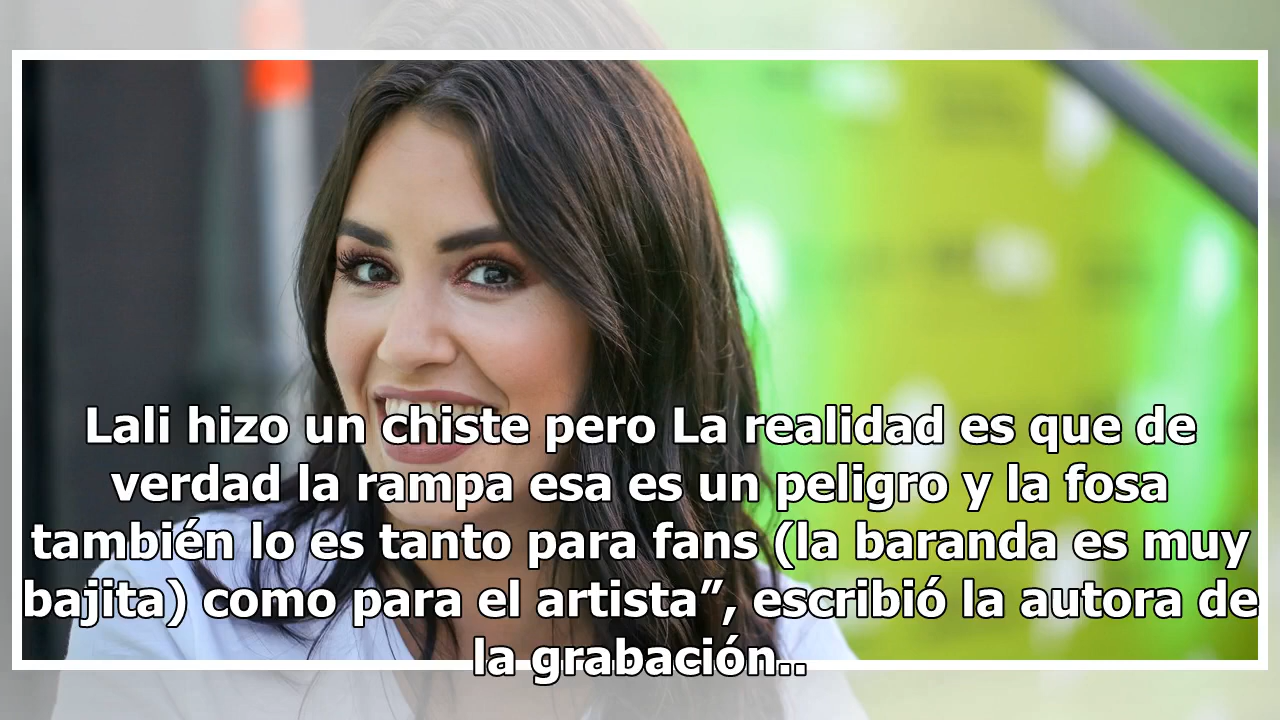 Lali hizo un chiste pero La realidad es que de
verdad la rampa esa es un peligro y la fosa
también lo es tanto para fans (la baranda es muy
bajita) como para el artista”, escribió la autora de
la grabación..